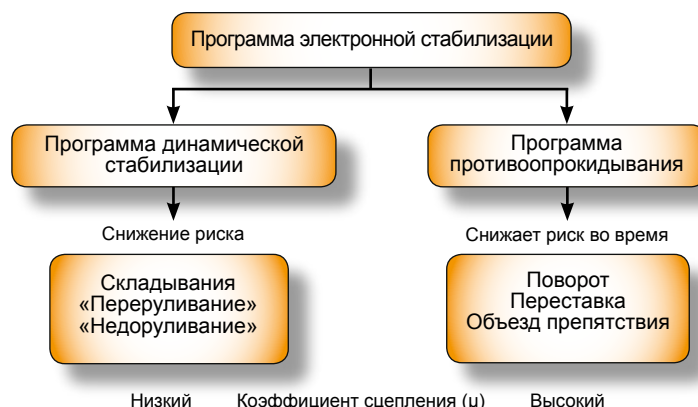 Программа электронной стабилизации
Программа динамической
стабилизации
Программа
противоопрокидывания
Снижение риска
Снижает риск во время
Складывания
«Переруливание»
«Недоруливание»
Поворот
Переставка
Объезд препятствия
Низкий Коэффициент сцепления (μ) Высокий